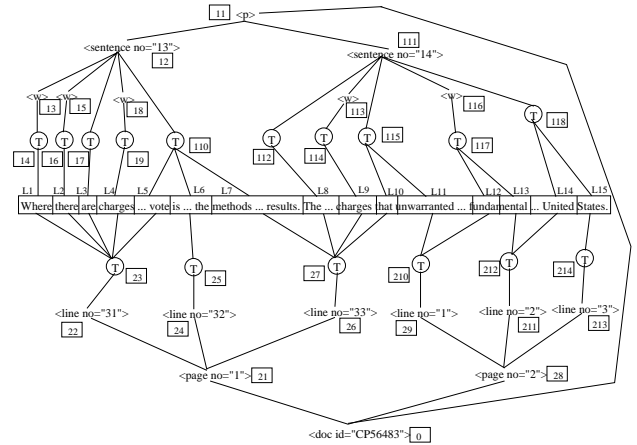 11 <p>
<sentence no="13"> 111
12 <sentence no="14">
<w> <w> <w> <w> <w>
13 15 18 113 116
T T T T T T T T T T
118
14 16 17 19 110 112 114 115 117
L1 L2 L3 L4 L5 L6 L7 L8 L9 L10 L11 L12 L13 L14 L15
Where there are charges ... vote is ... the methods ... results. The ... charges that unwarranted ... fundamental ... United States.
T T T T T T
23 25 27 210 212 214
<line no="31"> <line no="32"> <line no="33"> <line no="1"> <line no="2"> <line no="3">
22 24 26 29 211 213
<page no="1"> 21 <page no="2"> 28
<doc id="CP56483"> 0